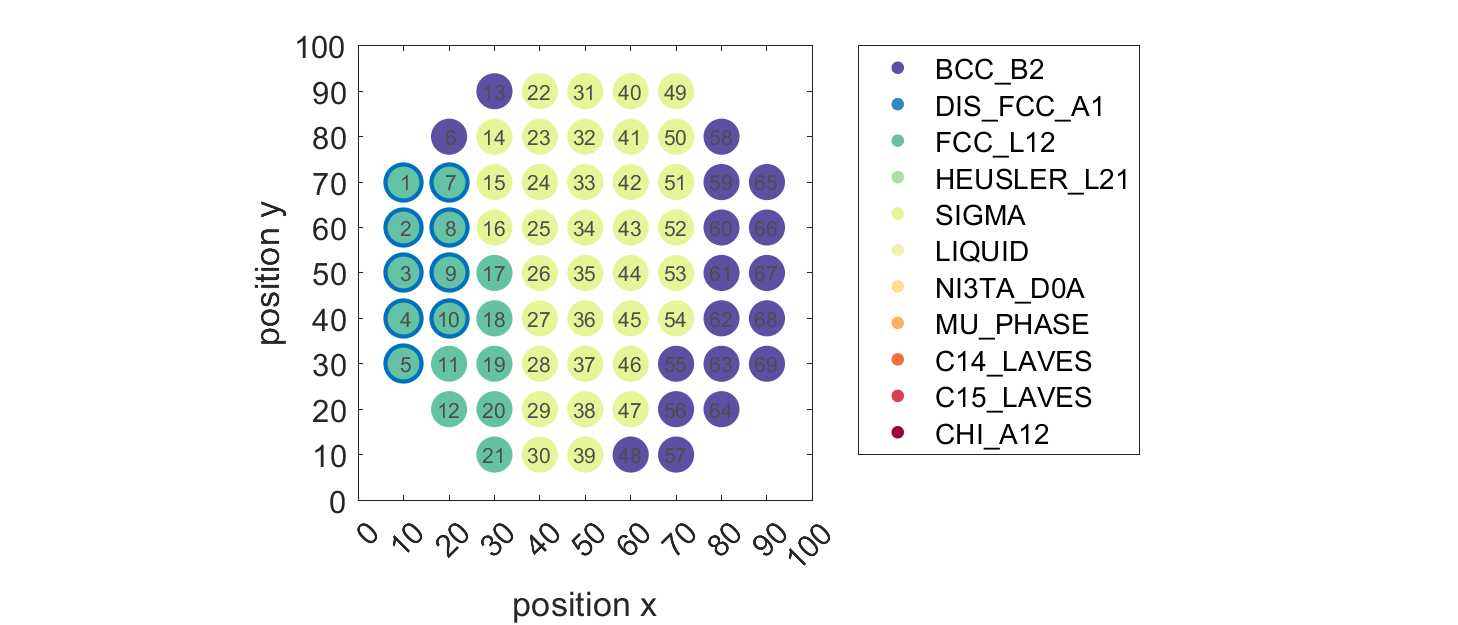 100
90 13 22 31 40 49
80 6 14 23 32 41 50 58
70 1 7 15 24 33 42 51 59 65
60 2 8 16 25 34 43 52 60 66
50 3 9 17 26 35 44 53 61 67
40 4 10 18 27 36 45 54 62 68
30 5 11 19 28 37 46 55 63 69
20 12 20 29 38 47 56 64
10 21 30 39 48 57
0
position y
0 10 20 30 40 50 60 70 80 90 100
position x
BCC_B2
DIS_FCC_A1
FCC_L12
HEUSLER_L21
SIGMA
LIQUID
NI3TA_D0A
MU_PHASE
C14_LAVES
C15_LAVES
CHI_A12